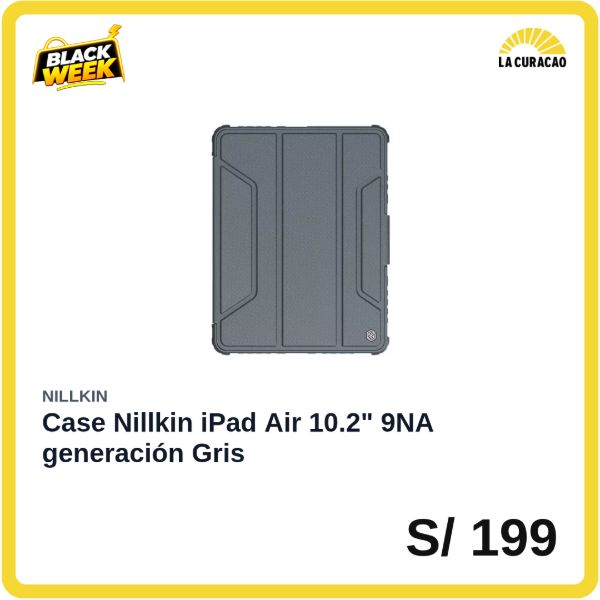 BLACK
WEEK
LA CURACAO
NILLKIN
Case Nillkin iPad Air 10.2" 9NA
generación Gris
S/ 199